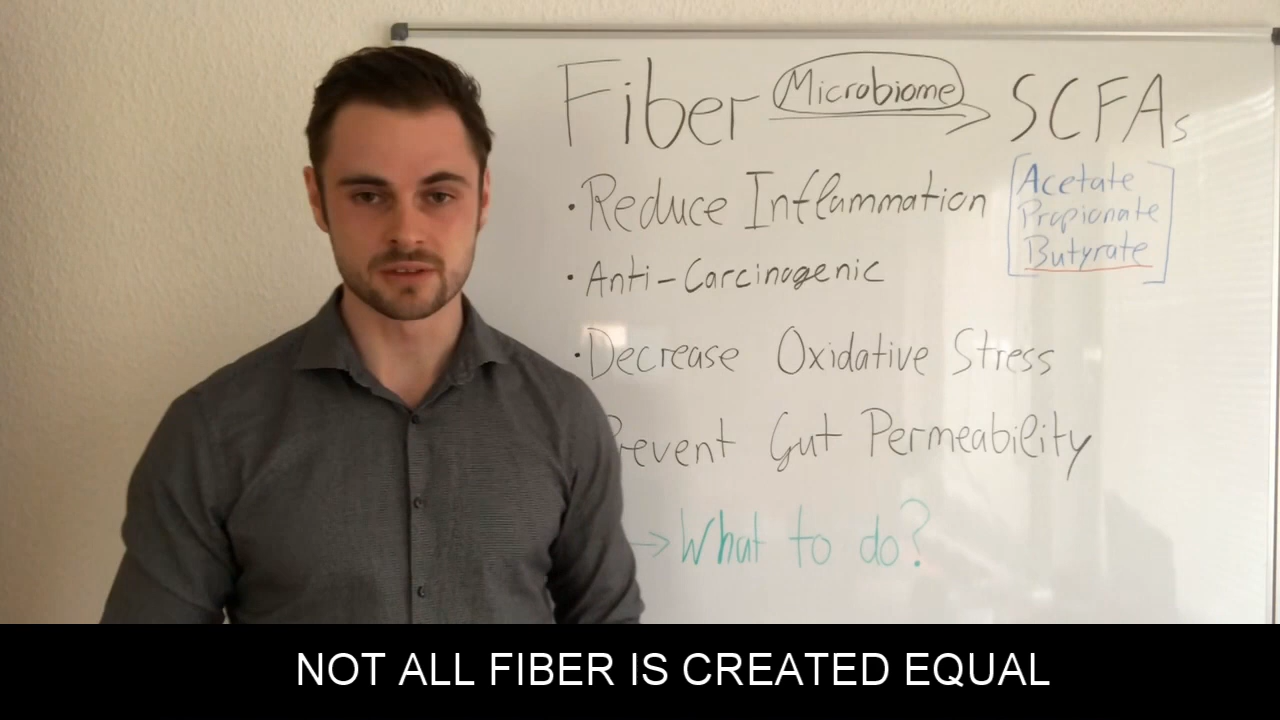 Fiber Microbiome SCFAs
• Reduce Inflammation
[Acetate
Propionate
Butyrate]
• Anti-Carcinogenic
• Decrease Oxidative Stress
Prevent Gut Permeability
→ What to do?
NOT ALL FIBER IS CREATED EQUAL